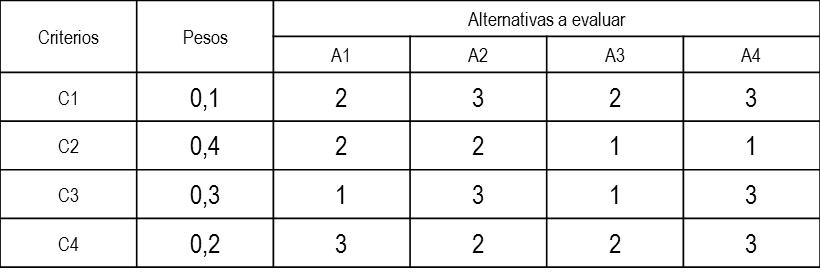 Criterios Pesos Alternativas a evaluar
A1 A2 A3 A4
C1 0,1 2 3 2 3
C2 0,4 2 2 1 1
C3 0,3 1 3 1 3
C4 0,2 3 2 2 3